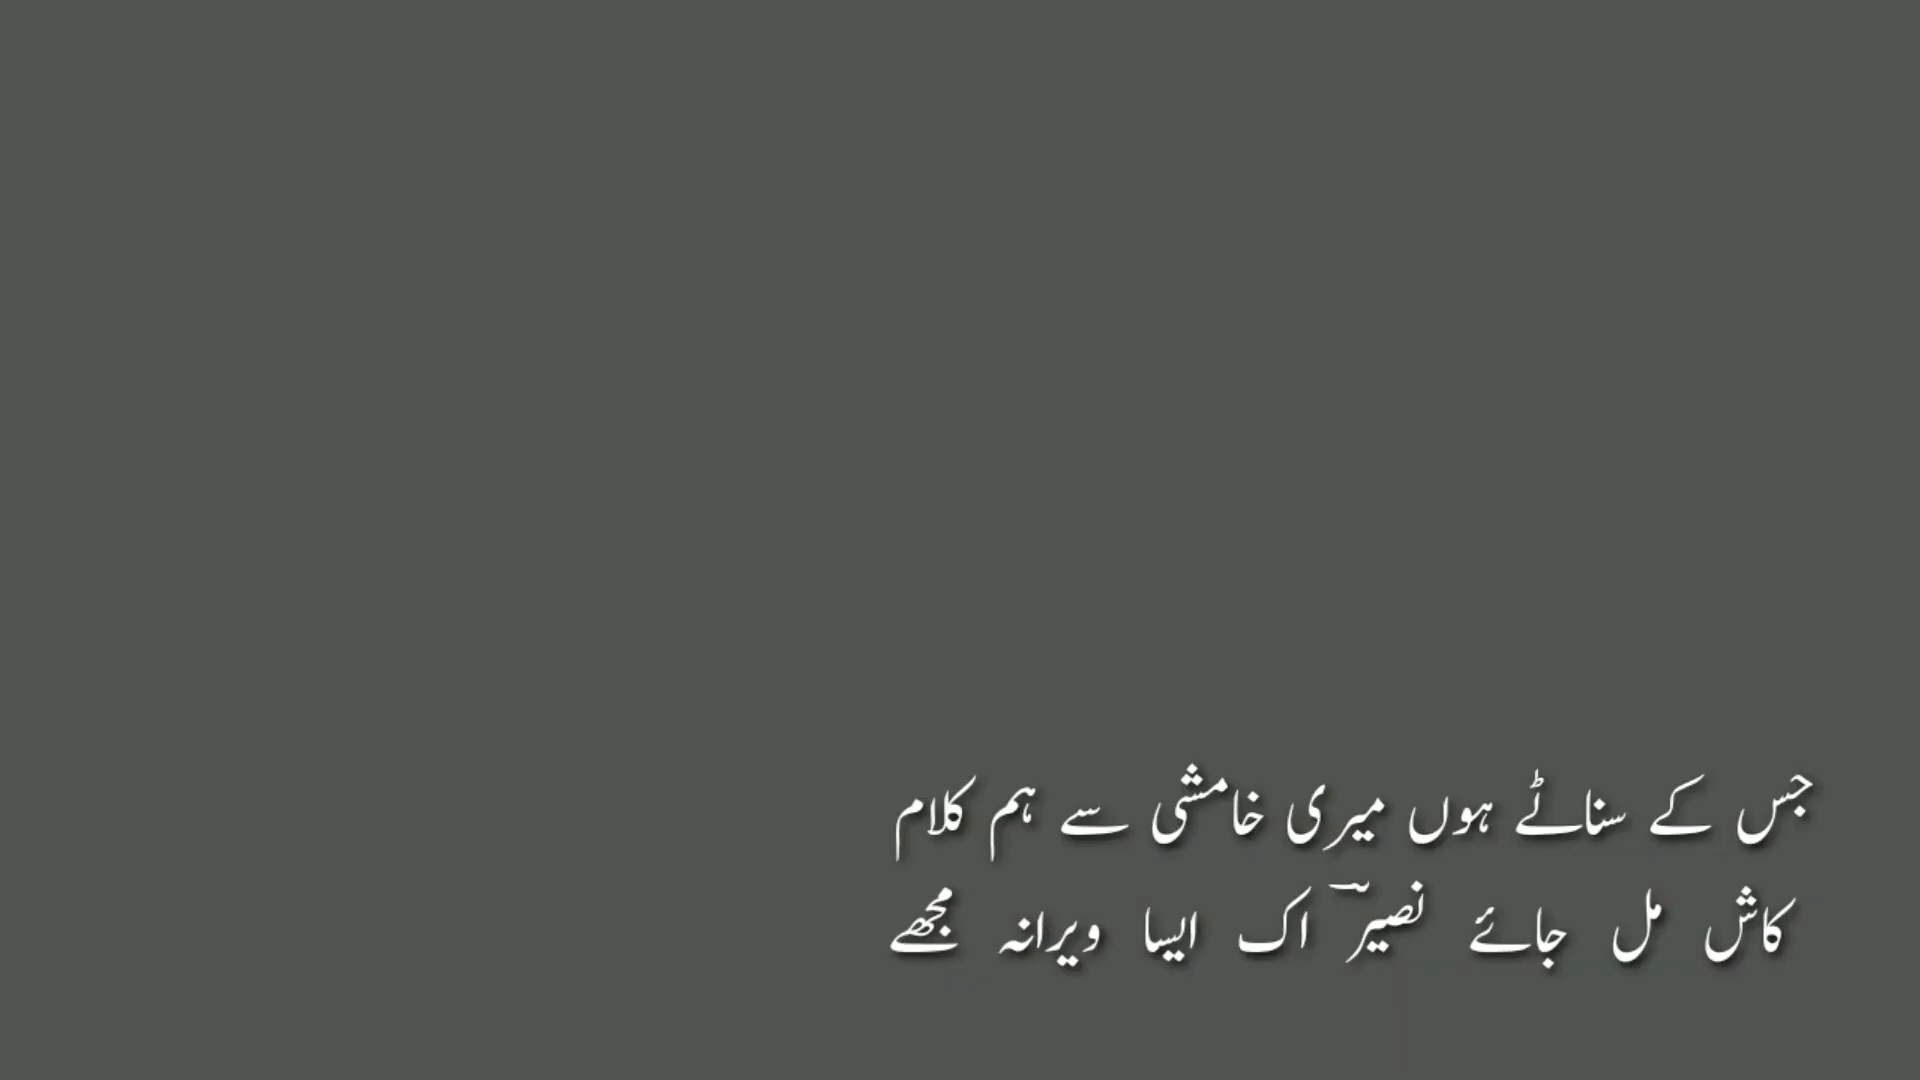 جس کے سناٹے ہوں میری خامشی سے ہم کلام
کاش مل جائے نصیرؔ اک ایسا ویرانہ مجھے